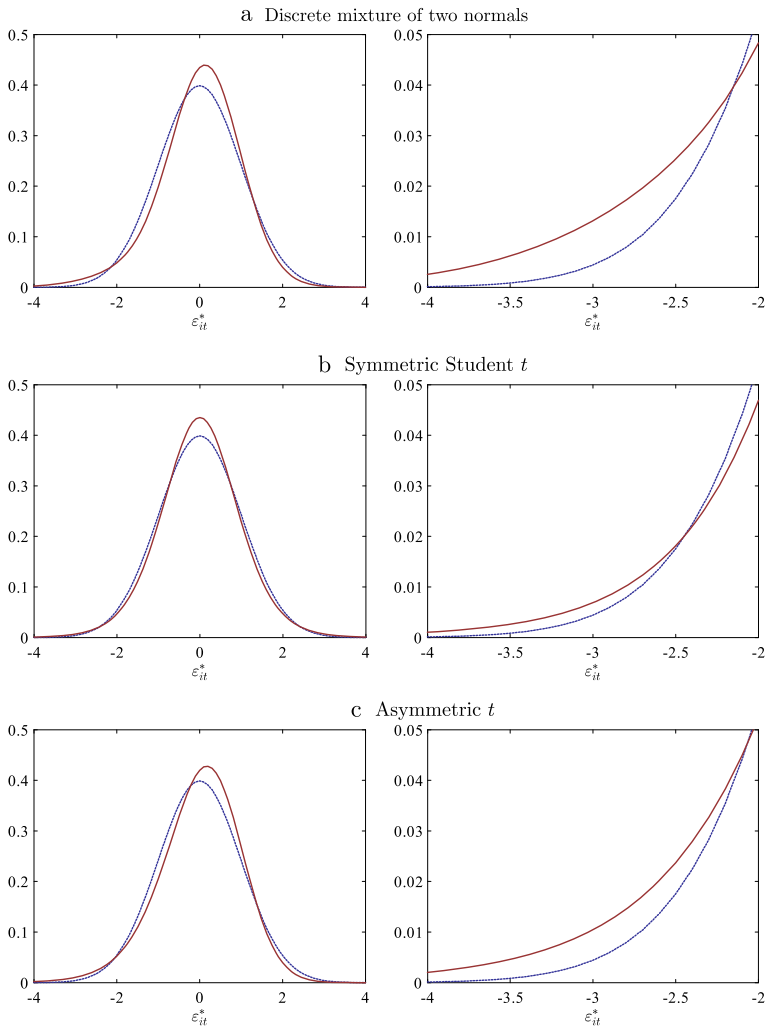 a Discrete mixture of two normals
0.5
0.4
0.3
0.2
0.1
0
-4 -2 0 2 4
ε*it
0.05
0.04
0.03
0.02
0.01
0
-4 -3.5 -3 -2.5 -2
ε*it
b Symmetric Student t
0.5
0.4
0.3
0.2
0.1
0
-4 -2 0 2 4
ε*it
0.05
0.04
0.03
0.02
0.01
0
-4 -3.5 -3 -2.5 -2
ε*it
c Asymmetric t
0.5
0.4
0.3
0.2
0.1
0
-4 -2 0 2 4
ε*it
0.05
0.04
0.03
0.02
0.01
0
-4 -3.5 -3 -2.5 -2
ε*it